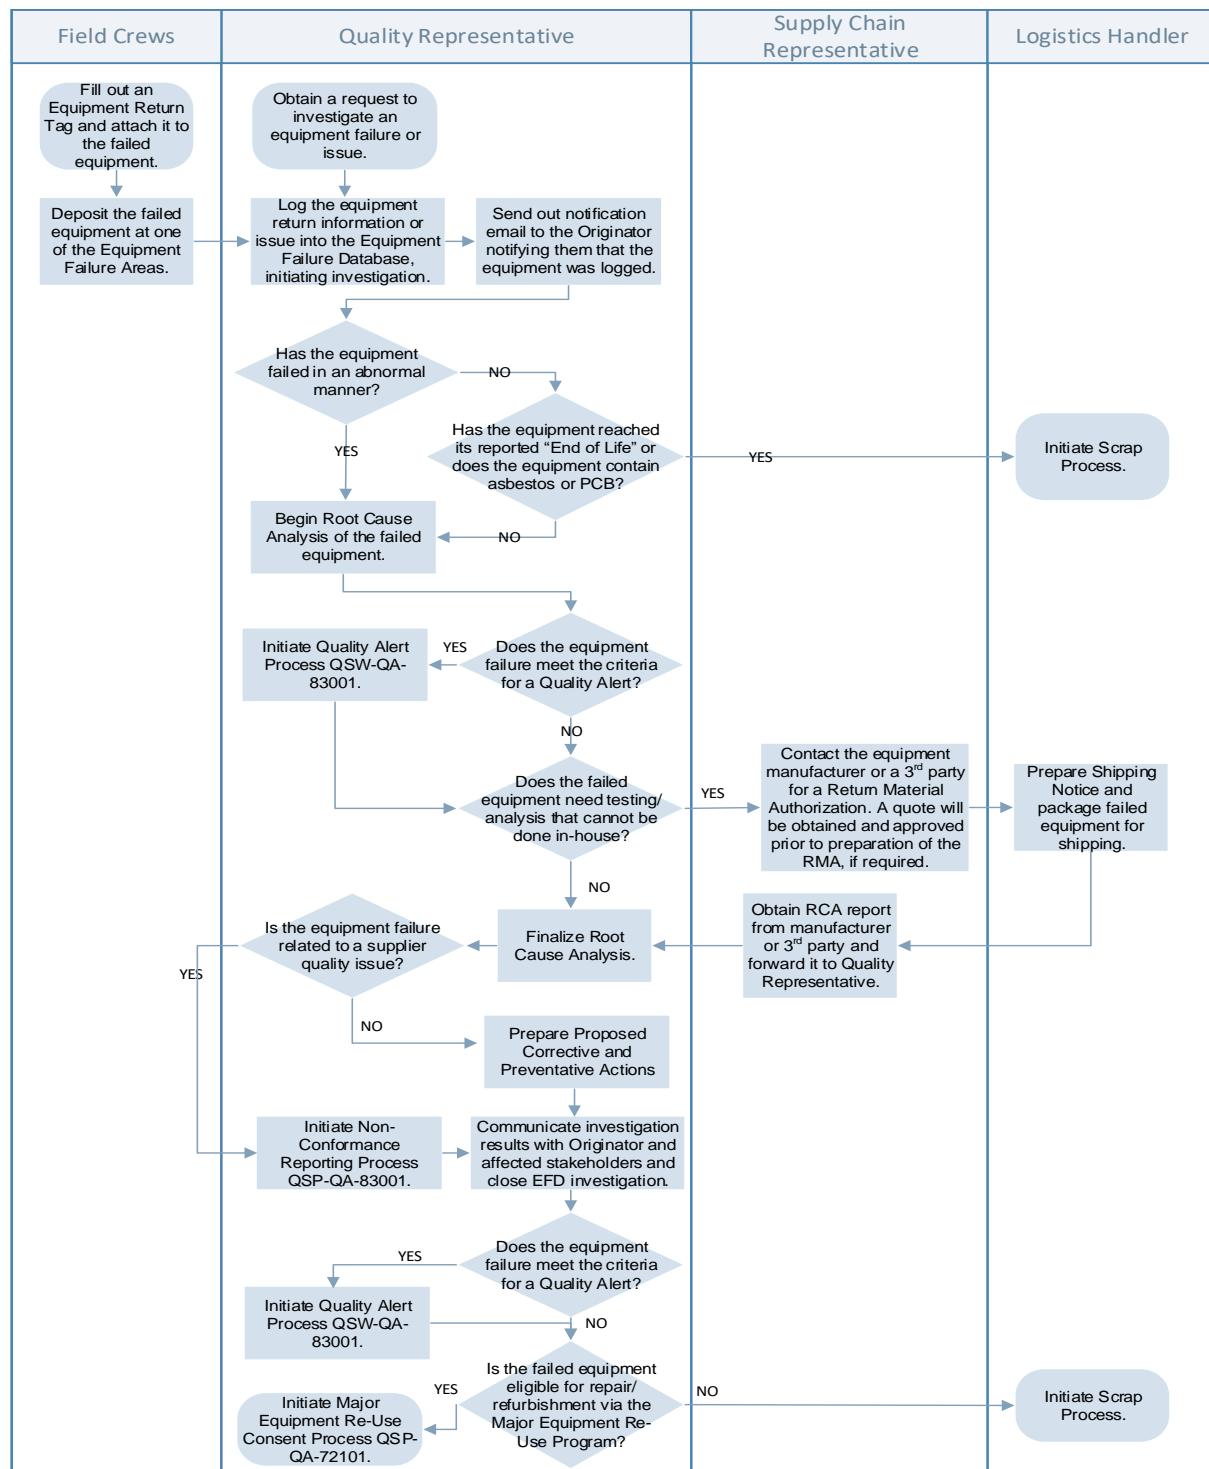 Field Crews
Quality Representative
Supply Chain
Representative
Logistics Handler
Fill out an
Equipment Return
Tag and attach it to
the failed
equipment.
Obtain a request to
investigate an
equipment failure or
issue.
Deposit the failed
equipment at one
of the Equipment
Failure Areas.
Log the equipment
return information or
issue into the Equipment
Failure Database,
initiating investigation.
Send out notification
email to the Originator
notifying them that the
equipment was logged.
Has the equipment
failed in an abnormal
manner?
NO
YES
Has the equipment reached
its reported “End of Life” or
does the equipment contain
asbestos or PCB?
YES
Initiate Scrap
Process.
NO
Begin Root Cause
Analysis of the failed
equipment.
Does the equipment
failure meet the criteria
for a Quality Alert?
YES
Initiate Quality Alert
Process QSW-QA-
83001.
NO
Does the failed
equipment need testing/
analysis that cannot be
done in-house?
YES
Contact the equipment
manufacturer or a 3rd party
for a Return Material
Authorization. A quote will
be obtained and approved
prior to preparation of the
RMA, if required.
Prepare Shipping
Notice and
package failed
equipment for
shipping.
NO
Obtain RCA report
from manufacturer
or 3rd party and
forward it to Quality
Representative.
Finalize Root
Cause Analysis.
Is the equipment failure
related to a supplier
quality issue?
YES
NO
Prepare Proposed
Corrective and
Preventative Actions
Initiate Non-
Conformance
Reporting Process
QSP-QA-83001.
Communicate investigation
results with Originator and
affected stakeholders and
close EFD investigation.
Does the equipment
failure meet the criteria
for a Quality Alert?
YES
Initiate Quality Alert
Process QSW-QA-
83001.
NO
Is the failed equipment
eligible for repair/
refurbishment via the
Major Equipment Re-
Use Program?
YES
Initiate Major
Equipment Re-Use
Consent Process QSP-
QA-72101.
NO
Initiate Scrap
Process.